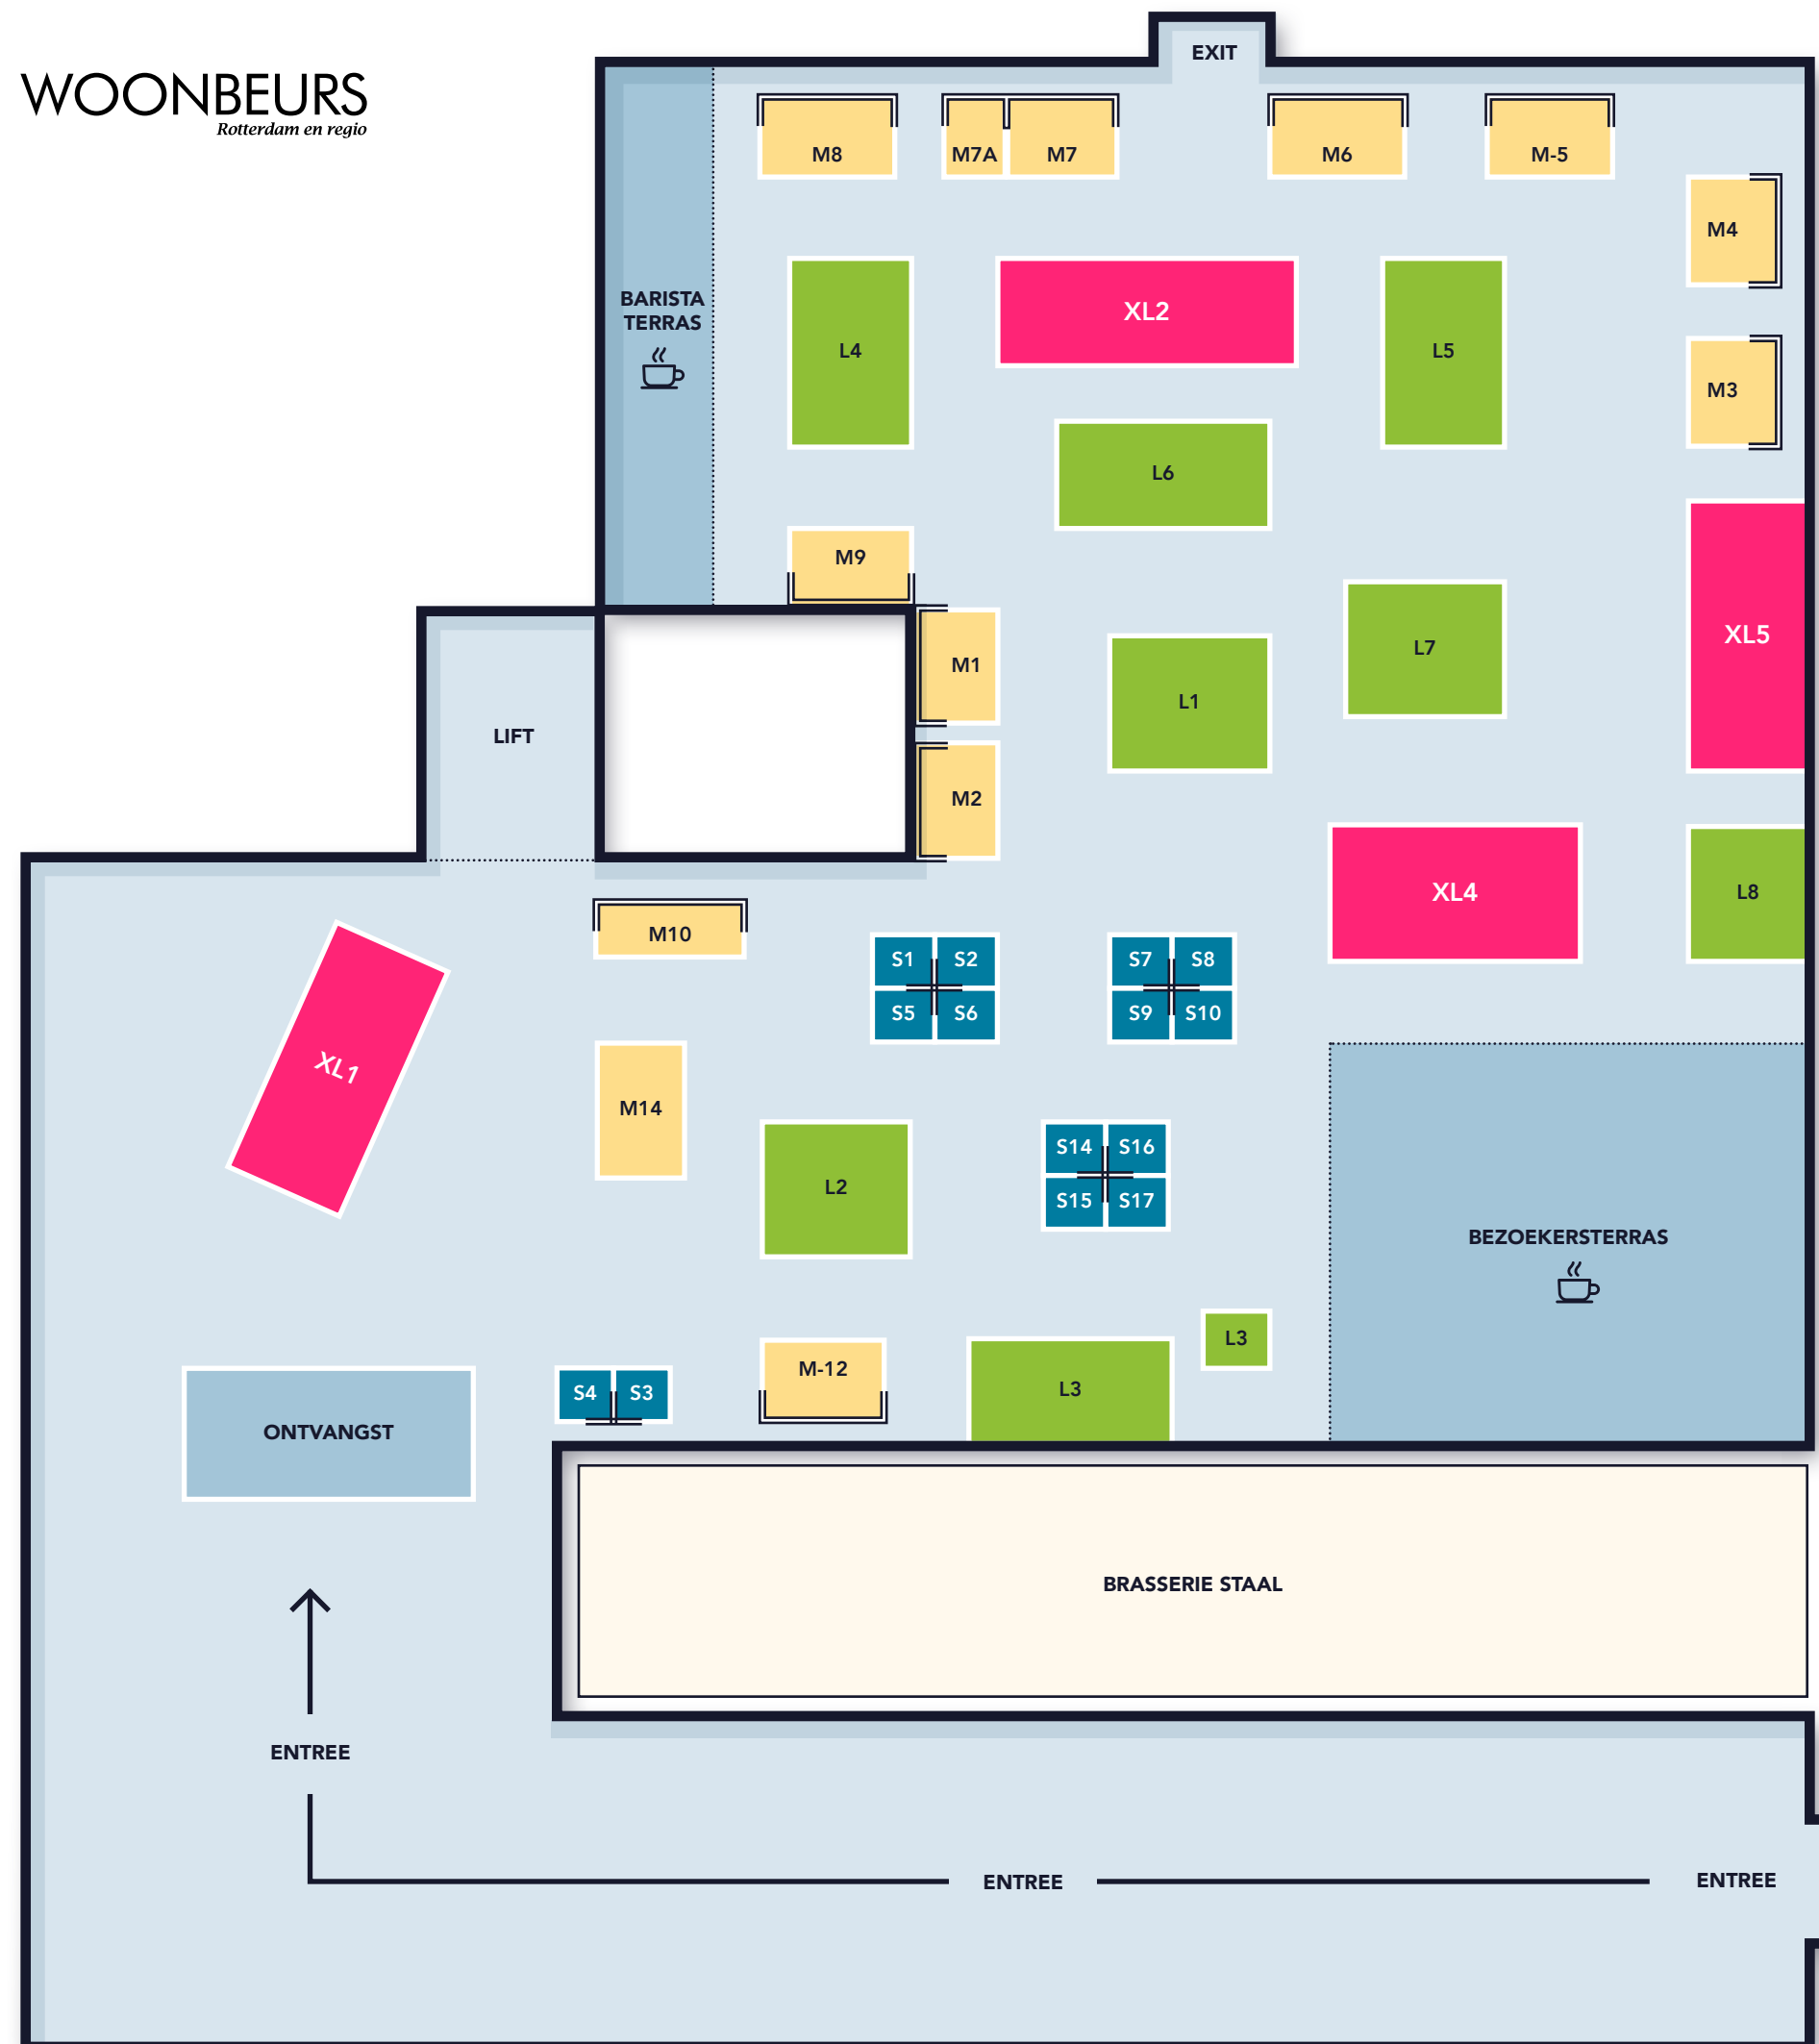 WOONBEURS
Rotterdam en regio
EXIT
M8
M7A
M7
M6
M-5
M4
BARISTA
TERRAS
L4
XL2
L5
M3
L6
M9
XL5
M1
L7
L1
LIFT
M2
XL4
L8
M10
S1
S2
S5
S6
S7
S8
S9
S10
XL1
M14
L2
S14
S16
S15
S17
BEZOEKERSTERRAS
L3
M-12
L3
S4
S3
ONTVANGST
BRASSERIE STAAL
ENTREE
ENTREE
ENTREE